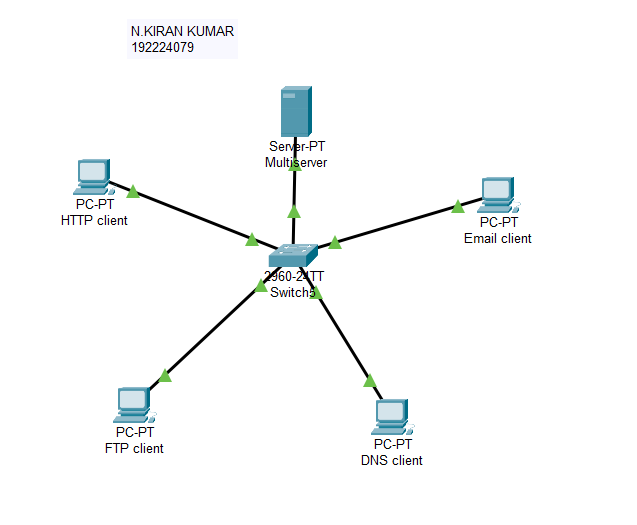 N.KIRAN KUMAR
192224079
Server-PT
Multiserver
PC-PT
HTTP client
PC-PT
Email client
2960-24TT
Switch5
PC-PT
FTP client
PC-PT
DNS client